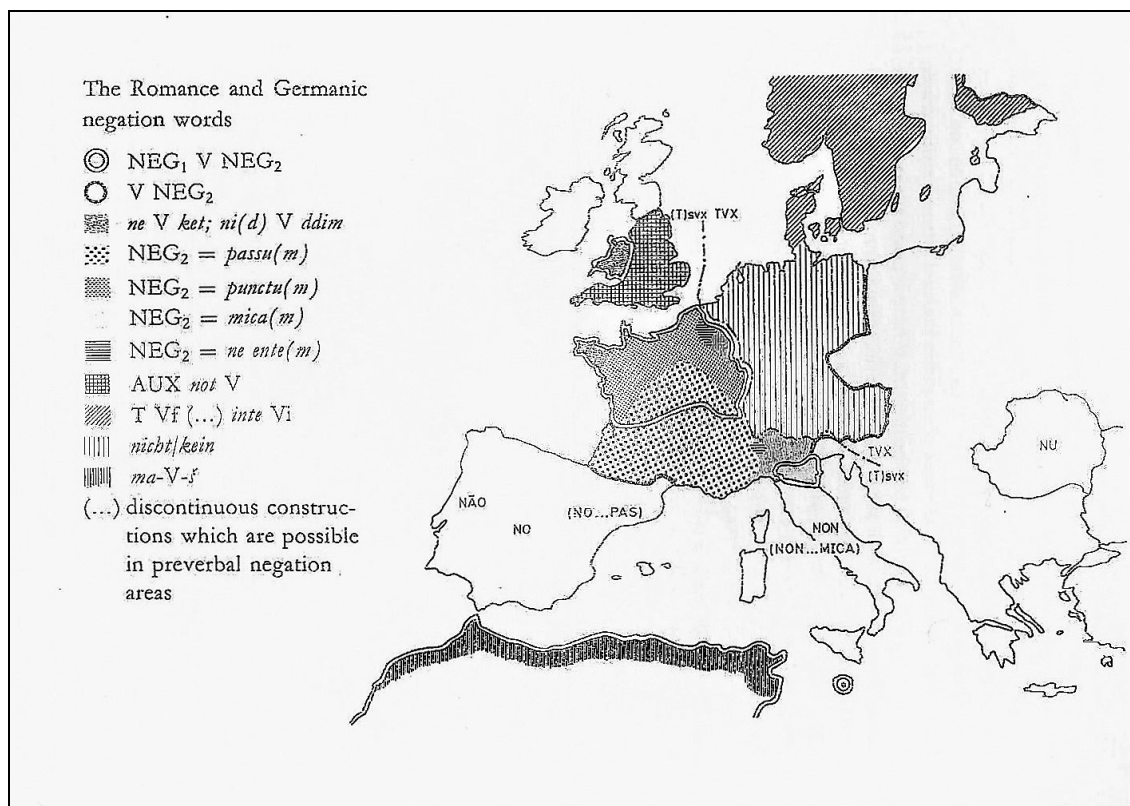 The Romance and Germanic
negation words
NEG₁ V NEG₂
V NEG₂
ne V ket; ni(d) V ddim
NEG₂ = passu(m)
NEG₂ = punctu(m)
NEG₂ = mica(m)
NEG₂ = ne ente(m)
AUX not V
T Vf (...) inte Vi
nicht/kein
ma-V-š
(...) discontinuous construc-
tions which are possible
in preverbal negation
areas
(T)svx TVX
TVX
(T)svx
NU
NÃO
NO
(NO...PAS)
NON
(NON...MICA)